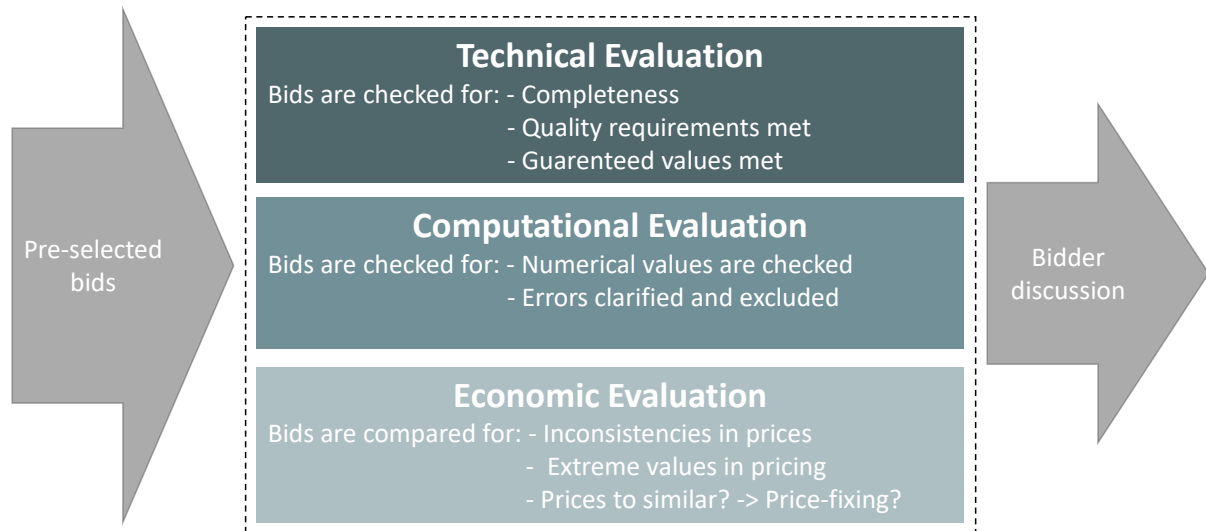 Pre-selected
bids
Technical Evaluation
Bids are checked for: - Completeness
- Quality requirements met
- Guarenteed values met
Computational Evaluation
Bids are checked for: - Numerical values are checked
- Errors clarified and excluded
Economic Evaluation
Bids are compared for: - Inconsistencies in prices
- Extreme values in pricing
- Prices to similar? -> Price-fixing?
Bidder
discussion